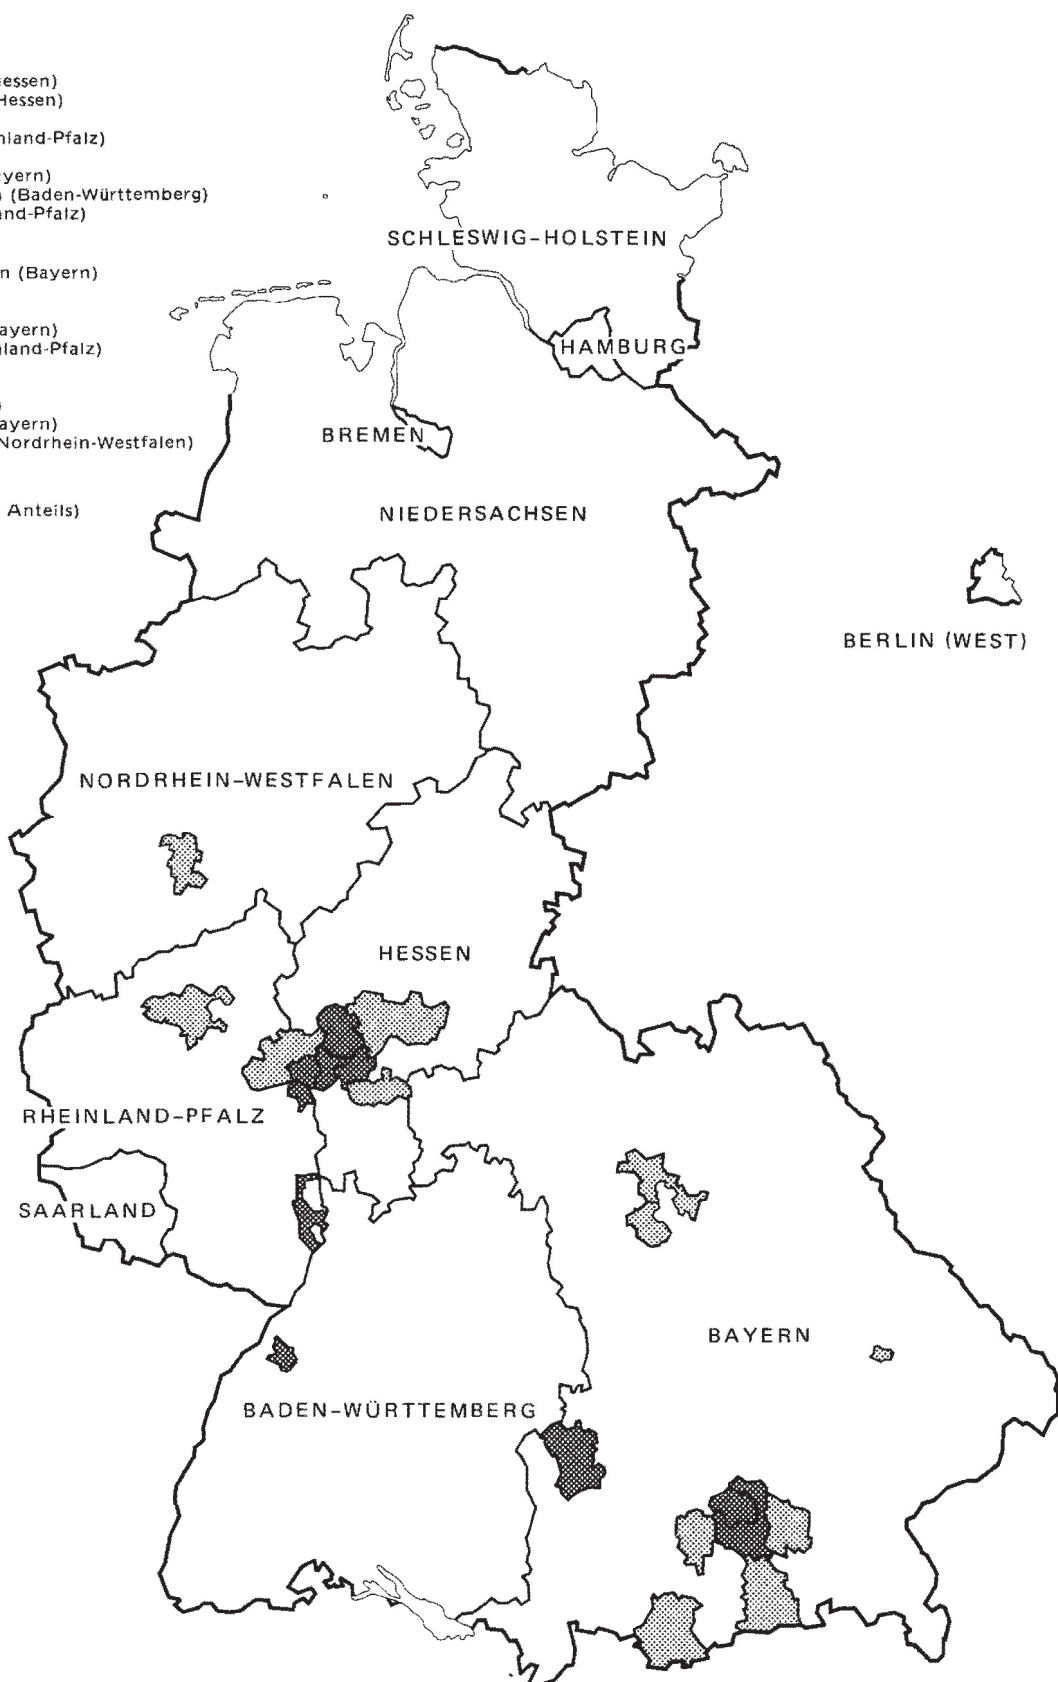 essen)
Hessen)
nland-Pfalz)
yern)
(Baden-Württemberg)
and-Pfalz)
n (Bayern)
ayern)
land-Pfalz)
)
ayern)
Nordrhein-Westfalen)
Anteils)
SCHLESWIG-HOLSTEIN
HAMBURG
BREMEN
NIEDERSACHSEN
BERLIN (WEST)
NORDRHEIN-WESTFALEN
HESSEN
RHEINLAND-PFALZ
SAARLAND
BAYERN
BADEN-WÜRTTEMBERG